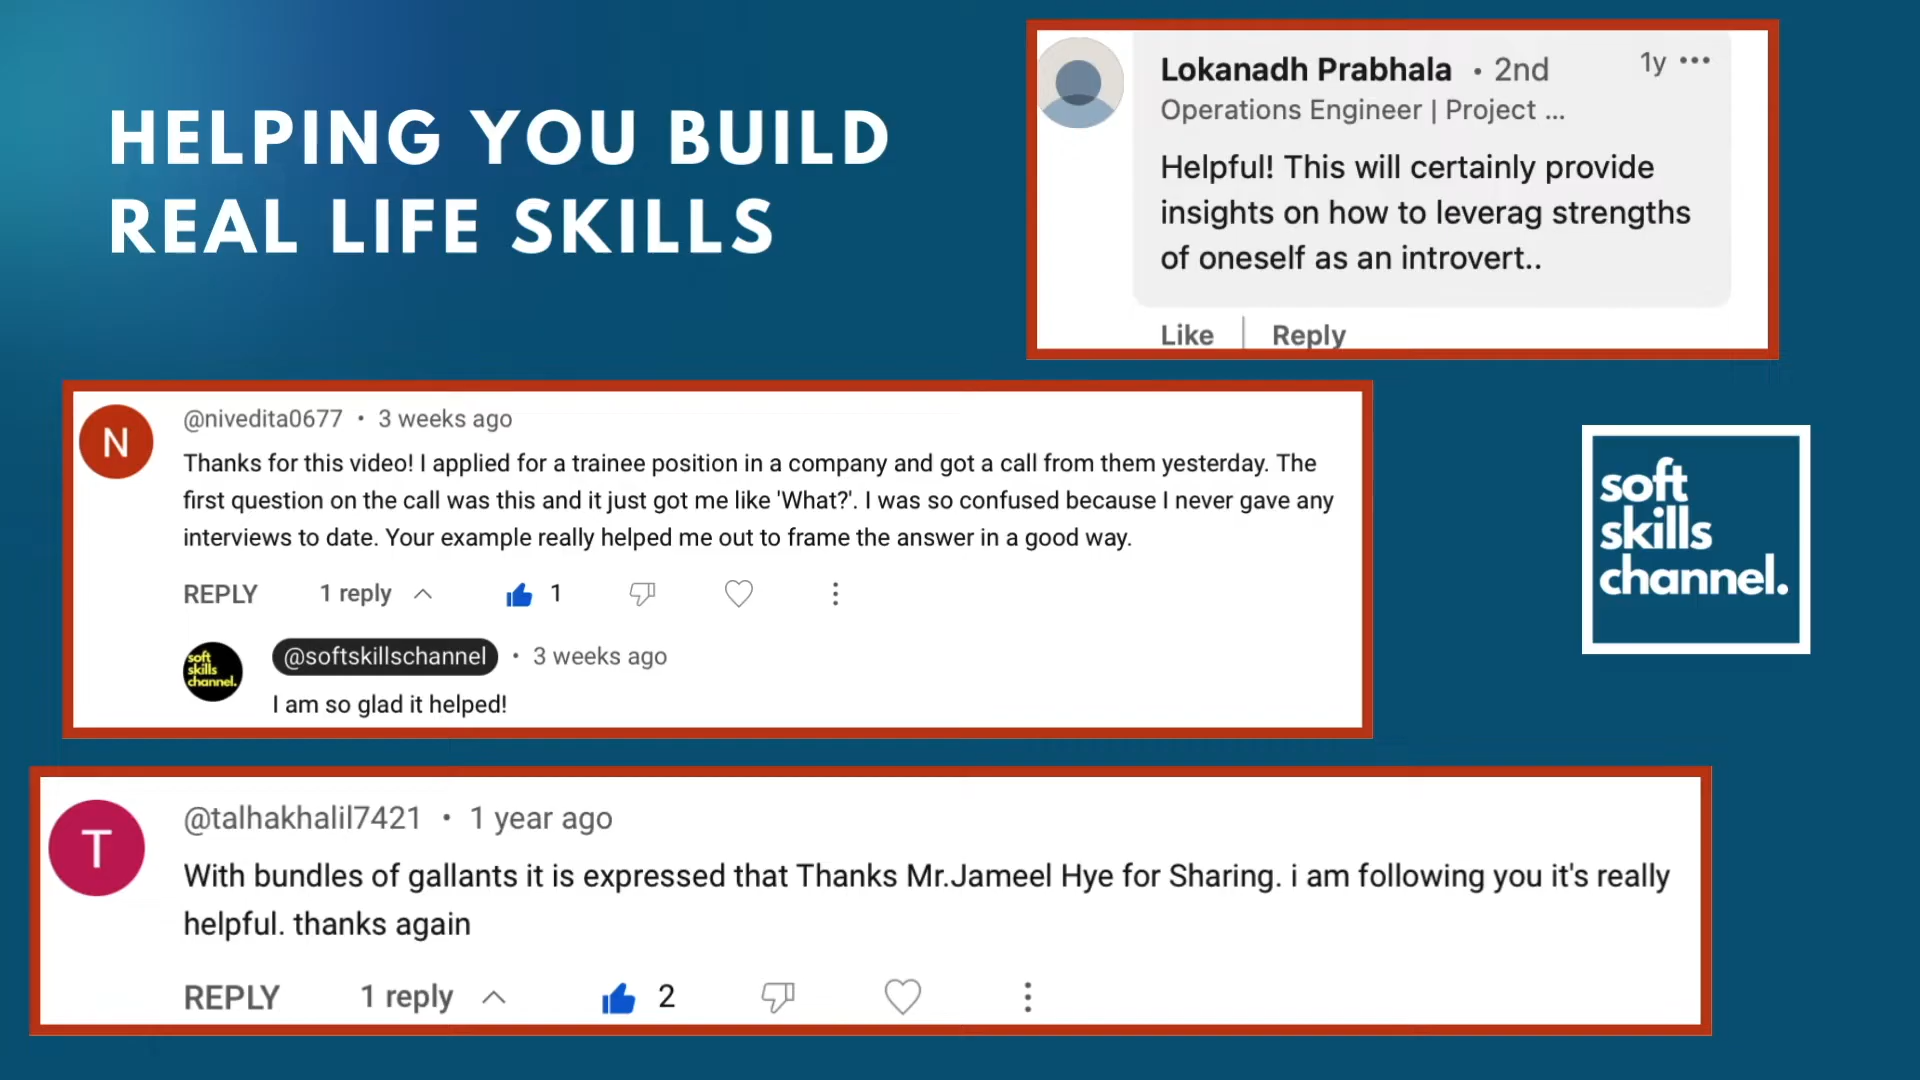 HELPING YOU BUILD
REAL LIFE SKILLS
Lokanadh Prabhala • 2nd 1y •••
Operations Engineer | Project ...
Helpful! This will certainly provide
insights on how to leverag strengths
of oneself as an introvert..
Like | Reply
N
@nivedita0677 • 3 weeks ago
Thanks for this video! I applied for a trainee position in a company and got a call from them yesterday. The
first question on the call was this and it just got me like 'What?'. I was so confused because I never gave any
interviews to date. Your example really helped me out to frame the answer in a good way.
REPLY 1 reply 1
soft
skills
channel.
@softskillschannel • 3 weeks ago
I am so glad it helped!
soft
skills
channel.
T
@talhakhalil7421 • 1 year ago
With bundles of gallants it is expressed that Thanks Mr.Jameel Hye for Sharing. i am following you it's really
helpful. thanks again
REPLY 1 reply 2